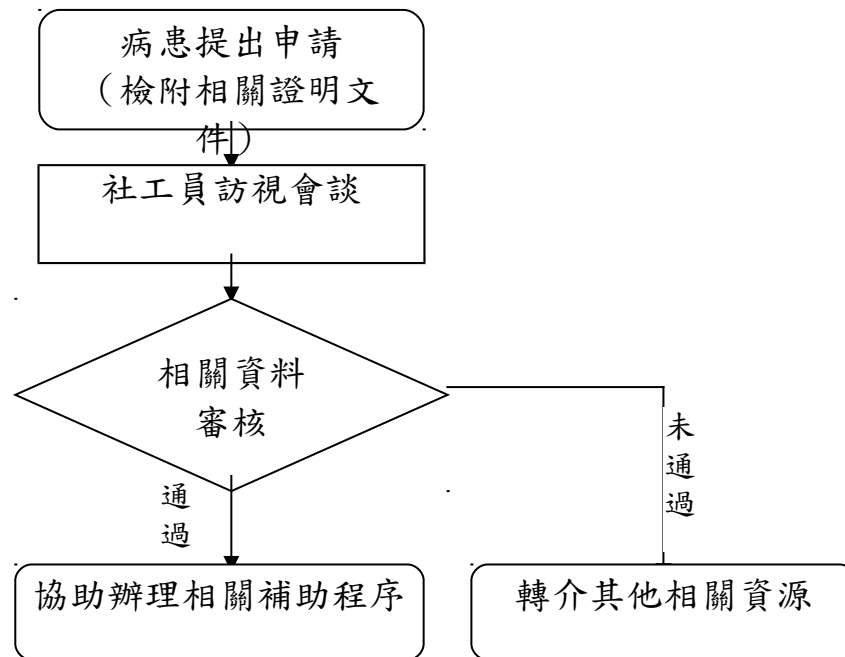 病患提出申請
（檢附相關證明文
件）
社工員訪視會談
相關資料
審核
未通過
通過
協助辦理相關補助程序
轉介其他相關資源